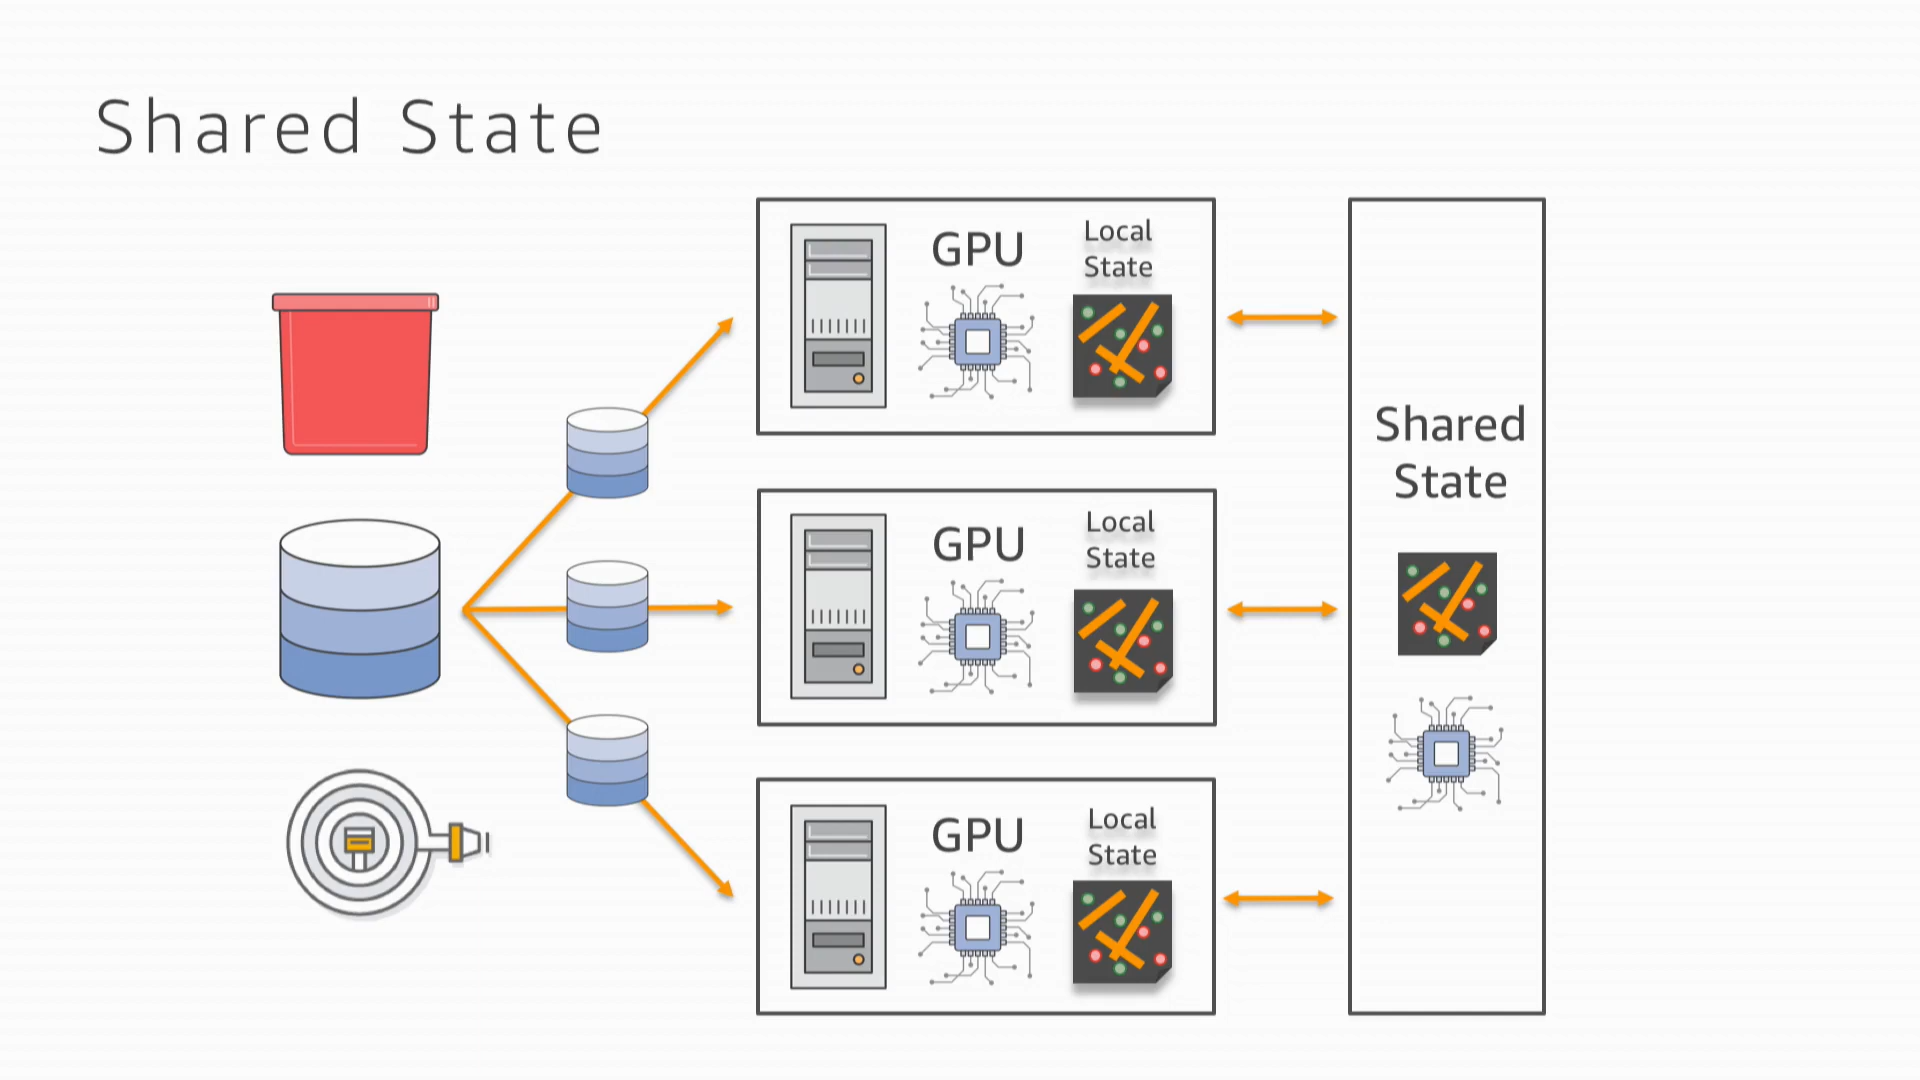 Shared State
GPU
Local
State
GPU
Local
State
GPU
Local
State
Shared
State